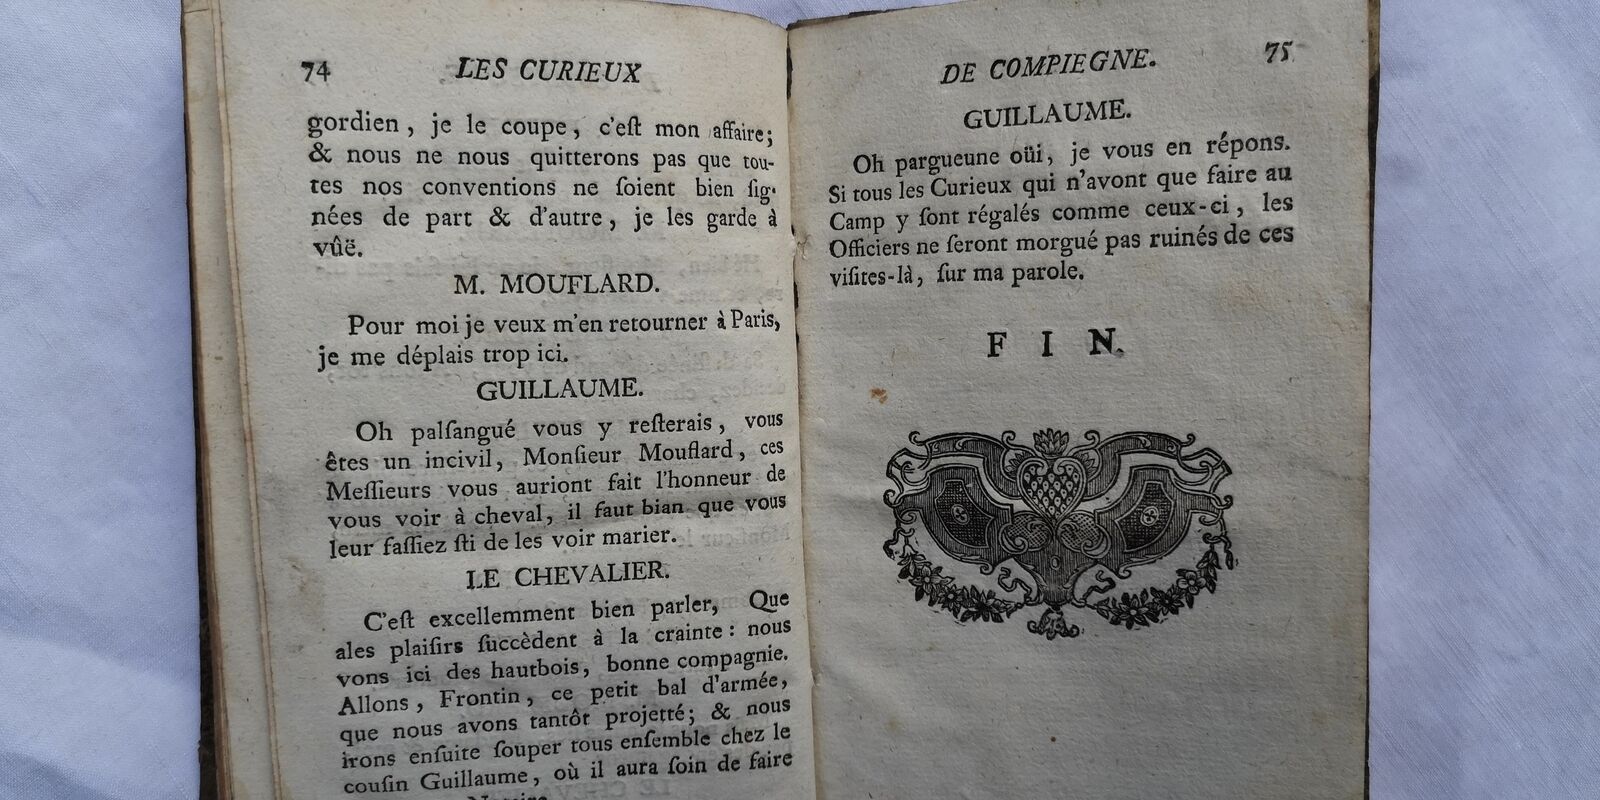 74 LES CURIEUX
gordien, je le coupe, c'eſt mon affaire;
& nous ne nous quitterons pas que tou-
tes nos conventions ne ſoient bien ſig-
nées de part & d'autre, je les garde à
vûë.
M. MOUFLARD.
Pour moi je veux m'en retourner à Paris,
je me déplais trop ici.
GUILLAUME.
Oh palſangué vous y reſterais, vous
êtes un incivil, Monſieur Mouflard, ces
Meſſieurs vous auriont fait l'honneur de
vous voir à cheval, il faut bian que vous
leur faſſiez ſti de les voir marier.
LE CHEVALIER.
C'eſt excellemment bien parler, Que
ales plaiſirs ſuccèdent à la crainte: nous
vons ici des hautbois, bonne compagnie.
Allons, Frontin, ce petit bal d'armée,
que nous avons tantôt projetté; & nous
irons enſuite ſouper tous enſemble chez le
couſin Guillaume, où il aura ſoin de faire
DE COMPIEGNE. 75
GUILLAUME.
Oh pargueune oüi, je vous en répons.
Si tous les Curieux qui n'avont que faire au
Camp y ſont régalés comme ceux-ci, les
Officiers ne ſeront morgué pas ruinés de ces
viſites-là, ſur ma parole.
FIN.